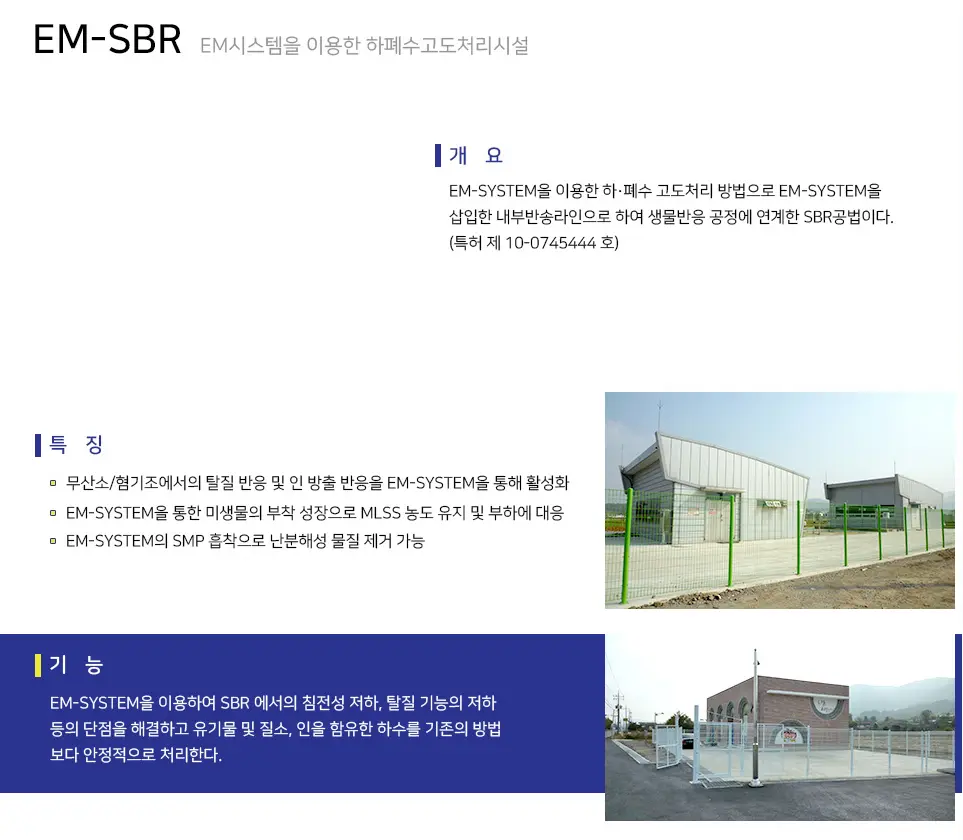 EM-SBR EM시스템을 이용한 하폐수고도처리시설
개 요
EM-SYSTEM을 이용한 하·폐수 고도처리 방법으로 EM-SYSTEM을
삽입한 내부반송라인으로 하여 생물반응 공정에 연계한 SBR공법이다.
(특허 제 10-0745444 호)
특 징
무산소/혐기조에서의 탈질 반응 및 인 방출 반응을 EM-SYSTEM을 통해 활성화
EM-SYSTEM을 통한 미생물의 부착 성장으로 MLSS 농도 유지 및 부하에 대응
EM-SYSTEM의 SMP 흡착으로 난분해성 물질 제거 가능
기 능
EM-SYSTEM을 이용하여 SBR 에서의 침전성 저하, 탈질 기능의 저하
등의 단점을 해결하고 유기물 및 질소, 인을 함유한 하수를 기존의 방법
보다 안정적으로 처리한다.